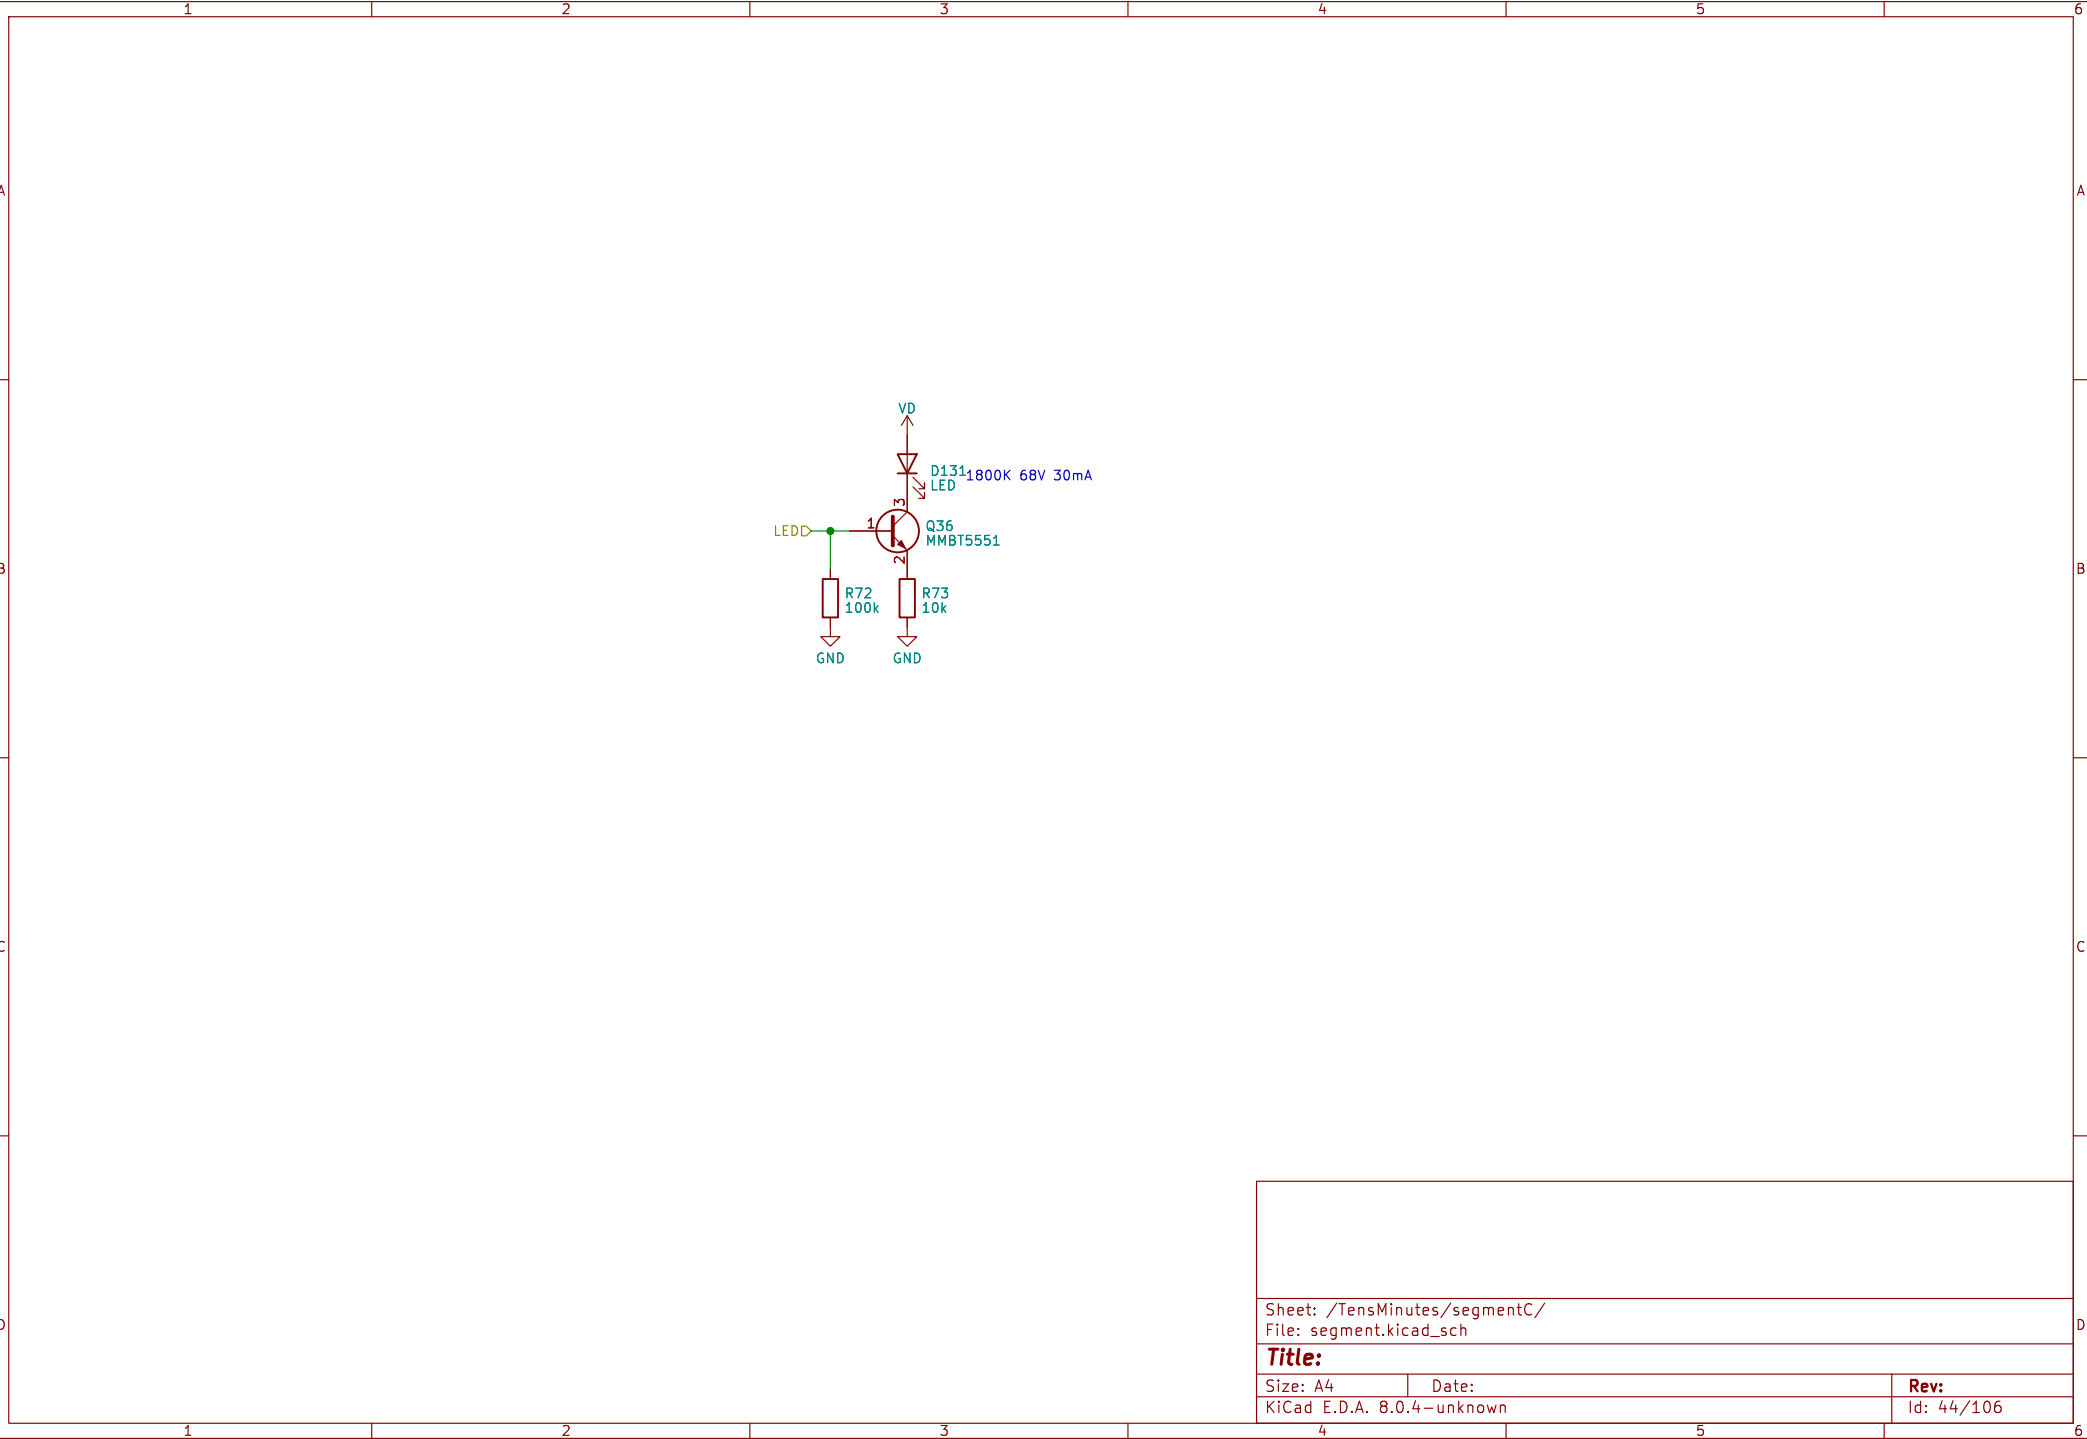 1 2 3 4 5 6
A A
VD
D131
LED
1800K 68V 30mA
3
LED
1
Q36
MMBT5551
2
B B
R72
100k
R73
10k
GND GND
C C
Sheet: /TensMinutes/segmentC/
File: segment.kicad_sch
D D
Title:
Size: A4 Date: Rev:
KiCad E.D.A. 8.0.4-unknown Id: 44/106
1 2 3 4 5 6